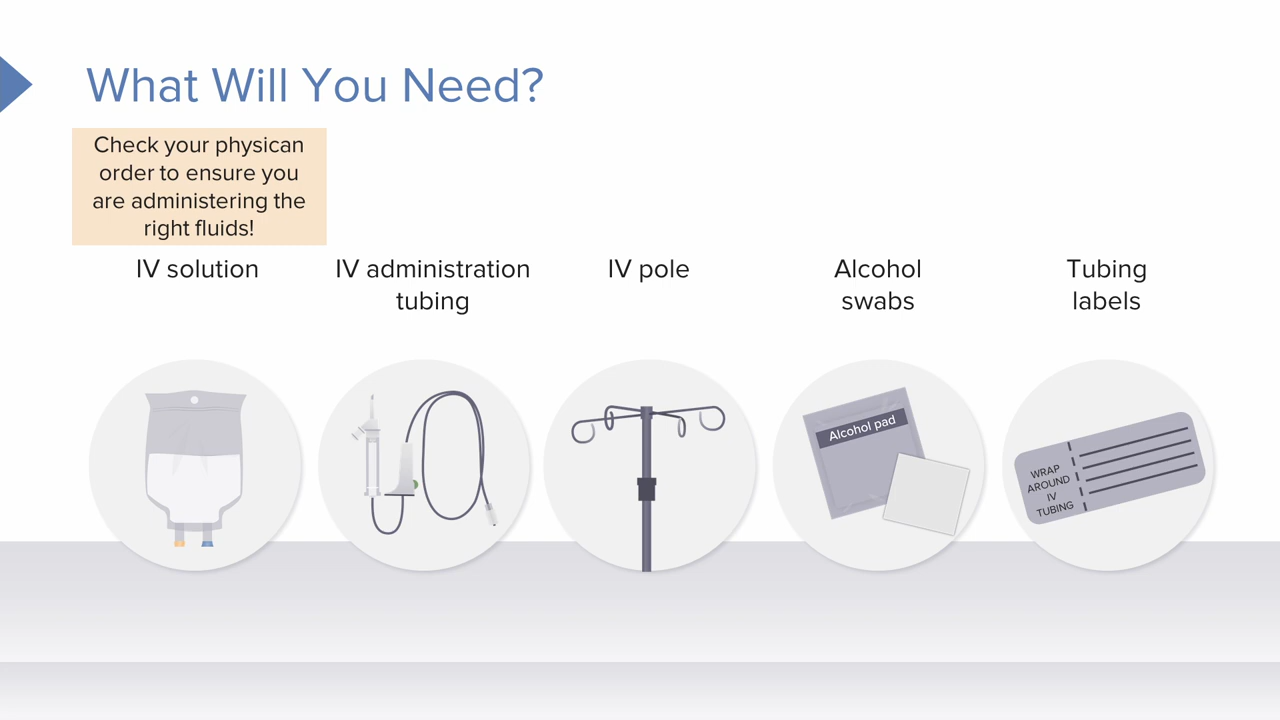 What Will You Need?
Check your physican
order to ensure you
are administering the
right fluids!
IV solution
IV administration
tubing
IV pole
Alcohol
swabs
Tubing
labels
Alcohol pad
WRAP
AROUND
IV
TUBING